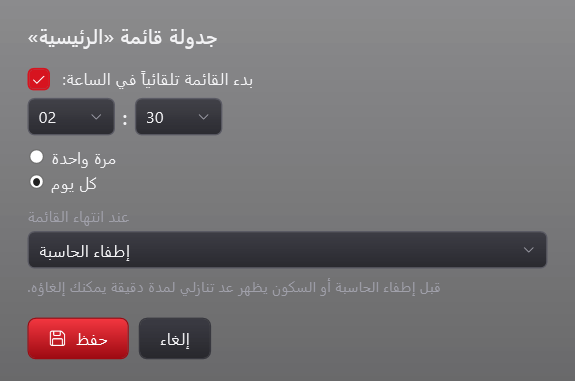 جدولة قائمة «الرئيسية»
بدء القائمة تلقائياً في الساعة:
02 : 30
مرة واحدة
كل يوم
عند انتهاء القائمة
إطفاء الحاسبة
قبل إطفاء الحاسبة أو السكون يظهر عد تنازلي لمدة دقيقة يمكنك إلغاؤه.
حفظ
إلغاء